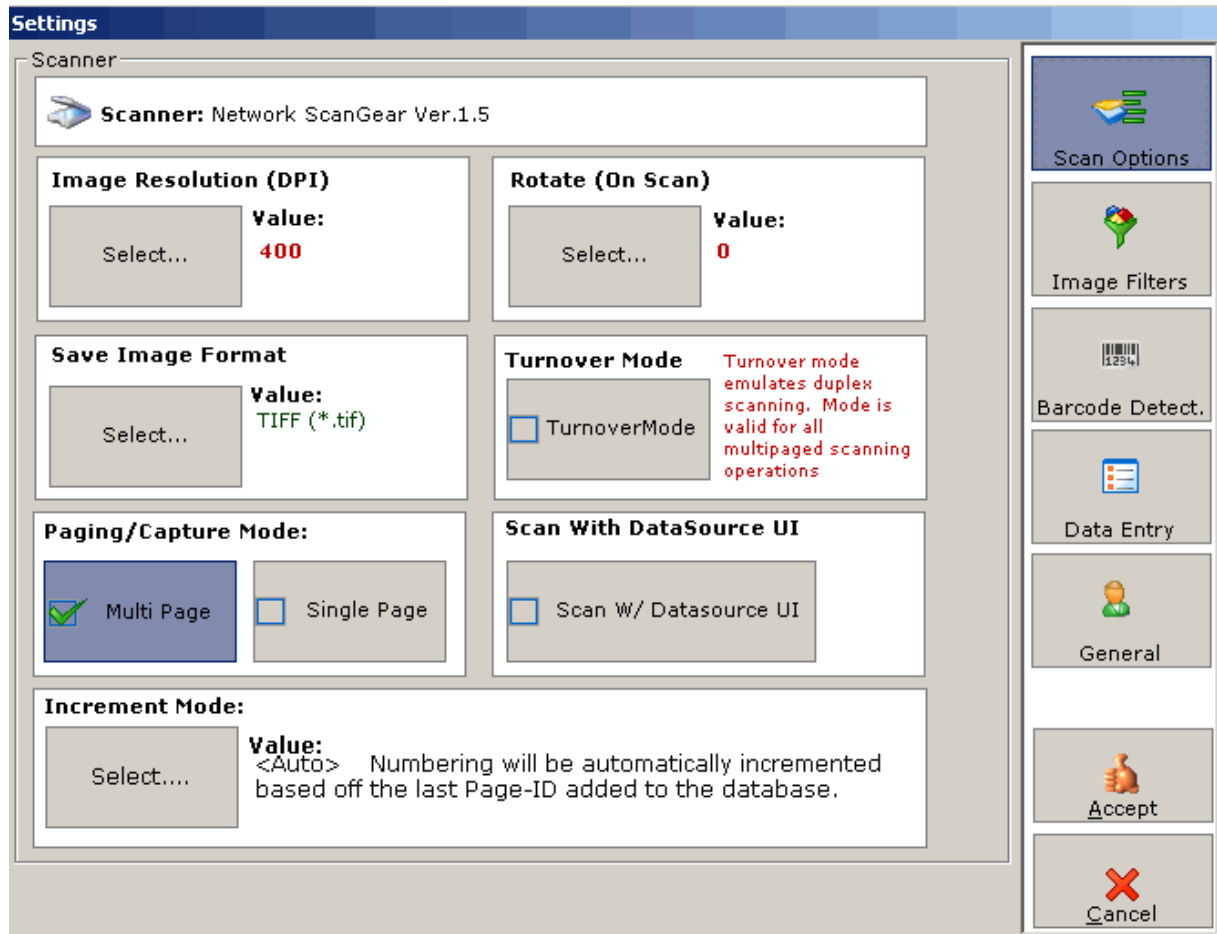 Settings
Scanner
Scanner: Network ScanGear Ver.1.5
Image Resolution (DPI)
Select...
Value:
400
Rotate (On Scan)
Select...
Value:
0
Save Image Format
Select...
Value:
TIFF (*.tif)
Turnover Mode
TurnoverMode
Turnover mode
emulates duplex
scanning. Mode is
valid for all
multipaged scanning
operations
Paging/Capture Mode:
Multi Page
Single Page
Scan With DataSource UI
Scan W/ Datasource UI
Increment Mode:
Select....
Value:
<Auto> Numbering will be automatically incremented
based off the last Page-ID added to the database.
Scan Options
Image Filters
1234
Barcode Detect.
Data Entry
General
Accept
Cancel